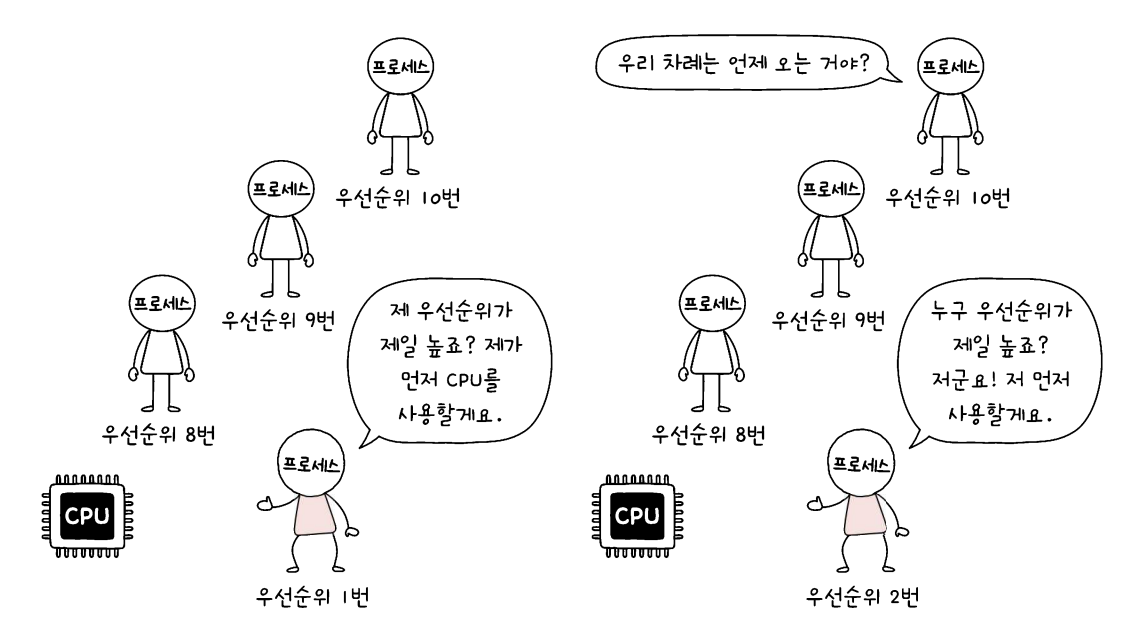 프로세스
우선순위 10번
프로세스
우선순위 9번
프로세스
우선순위 8번
제 우선순위가
제일 높죠? 제가
먼저 CPU를
사용할게요.
프로세스
CPU
우선순위 1번
우리 차례는 언제 오는 거야?
프로세스
우선순위 10번
프로세스
우선순위 9번
프로세스
우선순위 8번
누구 우선순위가
제일 높죠?
저군요! 저 먼저
사용할게요.
프로세스
CPU
우선순위 2번